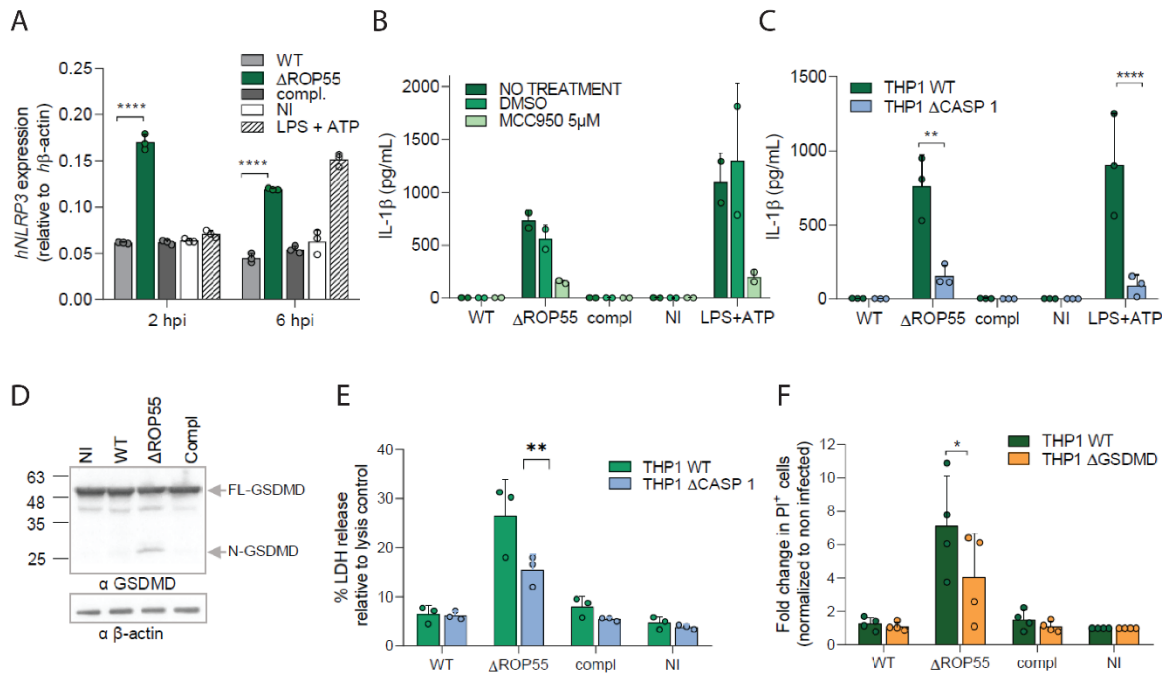 A
hNLRP3 expression
(relative to hβ-actin)
0.25
0.20
0.15
0.10
0.05
0.00
WT
ΔROP55
compl.
NI
LPS + ATP
****
****
2 hpi
6 hpi
B
IL-1β (pg/mL)
2000
1500
1000
500
0
NO TREATMENT
DMSO
MCC950 5µM
WT
ΔROP55
compl
NI
LPS+ATP
C
IL-1β (pg/mL)
1500
1000
500
0
THP1 WT
THP1 ΔCASP 1
**
****
WT
ΔROP55
compl
NI
LPS+ATP
D
NI
WT
ΔROP55
Compl
63
48
35
25
FL-GSDMD
N-GSDMD
α GSDMD
α β-actin
E
% LDH release
relative to lysis control
40
30
20
10
0
THP1 WT
THP1 ΔCASP 1
**
WT
ΔROP55
compl
NI
F
Fold change in PI⁺ cells
(normalized to non infected)
12
10
8
6
4
2
0
THP1 WT
THP1 ΔGSDMD
*
WT
ΔROP55
compl
NI